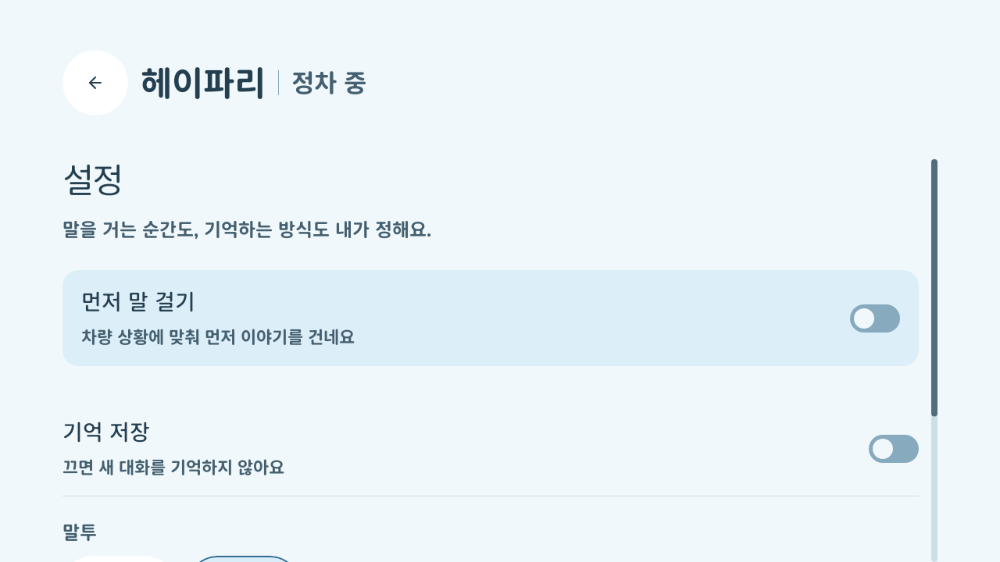 헤이파리
정차 중
설정
말을 거는 순간도, 기억하는 방식도 내가 정해요.
먼저 말 걸기
차량 상황에 맞춰 먼저 이야기를 건네요
기억 저장
끄면 새 대화를 기억하지 않아요
말투